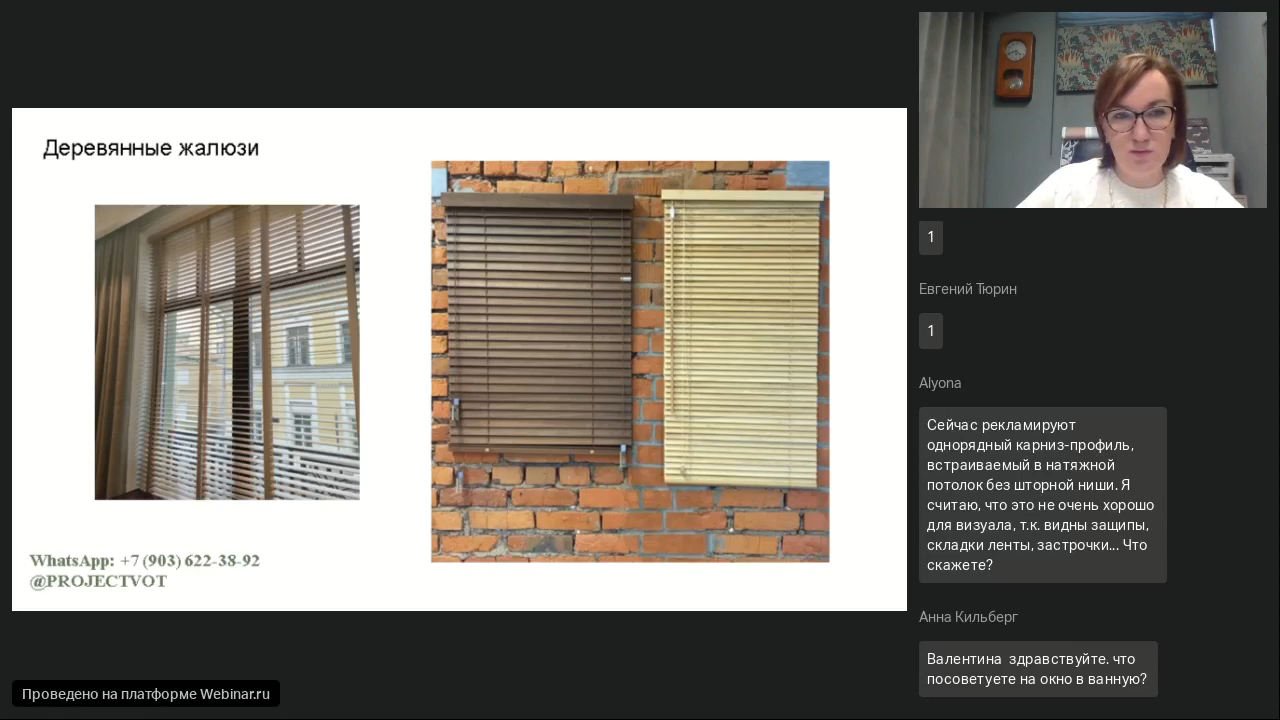 Деревянные жалюзи
WhatsApp: +7 (903) 622-38-92
@PROJECTVOT
Проведено на платформе Webinar.ru
1
Евгений Тюрин
1
Alyona
Сейчас рекламируют
однорядный карниз-профиль,
встраиваемый в натяжной
потолок без шторной ниши. Я
считаю, что это не очень хорошо
для визуала, т.к. видны защипы,
складки ленты, застрочки... Что
скажете?
Анна Кильберг
Валентина здравствуйте. что
посоветуете на окно в ванную?